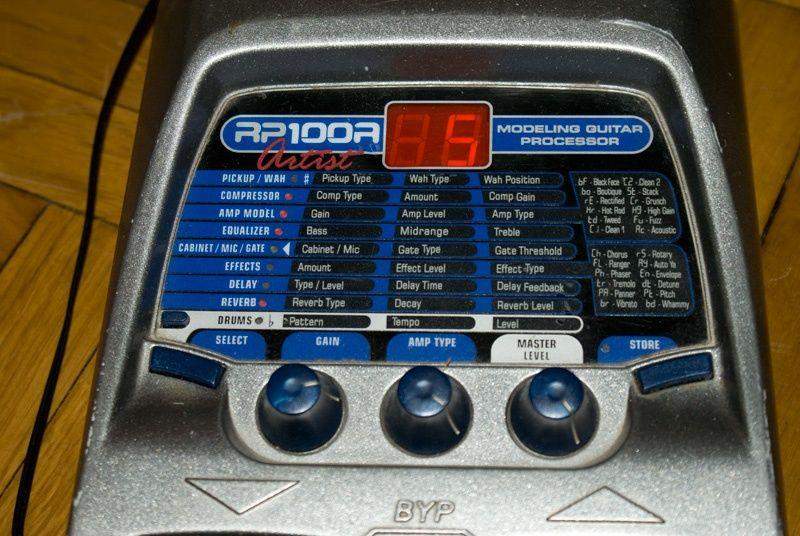 RP100A
Artist
5
MODELING GUITAR
PROCESSOR
PICKUP / WAH Pickup Type Wah Type Wah Position
COMPRESSOR Comp Type Amount Comp Gain
AMP MODEL Gain Amp Level Amp Type
EQUALIZER Bass Midrange Treble
CABINET / MIC / GATE Cabinet / Mic Gate Type Gate Threshold
EFFECTS Amount Effect Level Effect Type
DELAY Type / Level Delay Time Delay Feedback
REVERB Reverb Type Decay Reverb Level
DRUMS Pattern Tempo Level
bF - Black Face C2 - Clean 2
bo - Boutique St - Stack
rE - Rectified Cr - Crunch
Hr - Hot Rod HG - High Gain
td - Tweed Fu - Fuzz
C1 - Clean 1 Ac - Acoustic
Ch - Chorus rS - Rotary
FL - Flanger AY - Auto Ya
Ph - Phaser En - Envelope
tr - Tremolo dt - Detune
PA - Panner Pt - Pitch
br - Vibrato bd - Whammy
SELECT GAIN AMP TYPE MASTER LEVEL STORE
BYP